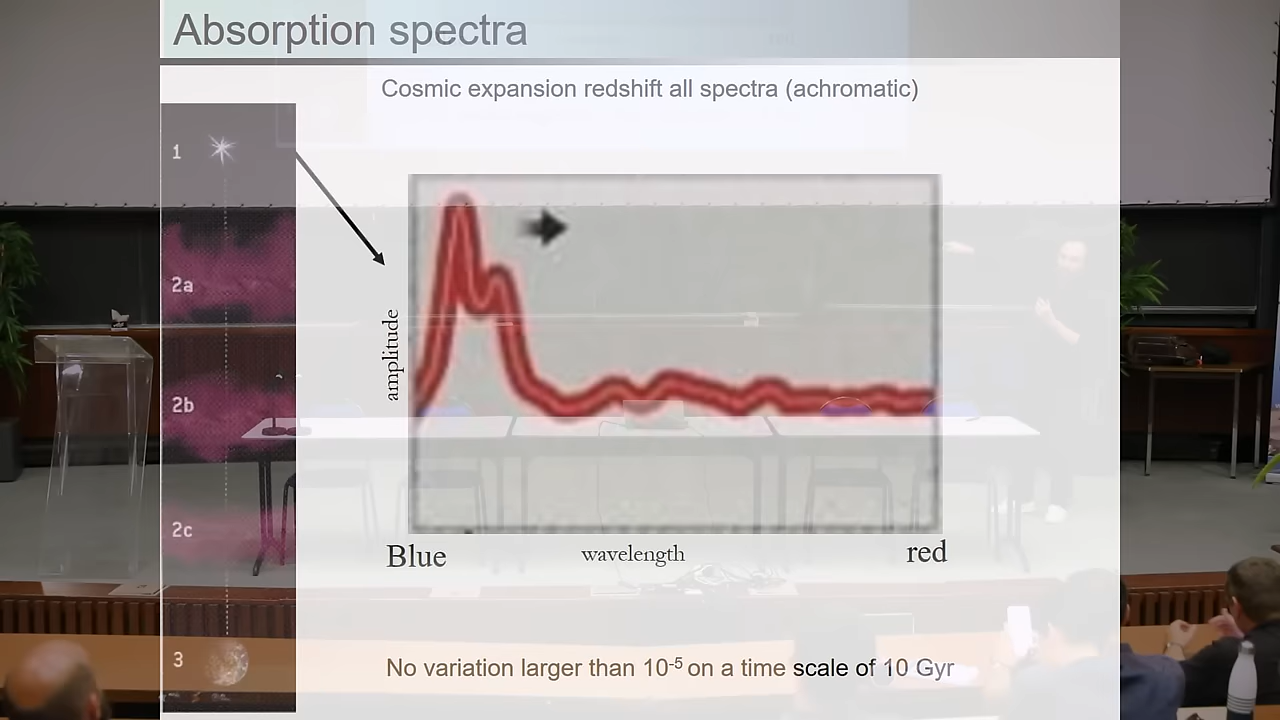 Absorption spectra
Cosmic expansion redshift all spectra (achromatic)
1
2a
2b
2c
3
amplitude
Blue
wavelength
red
No variation larger than 10⁻⁵ on a time scale of 10 Gyr